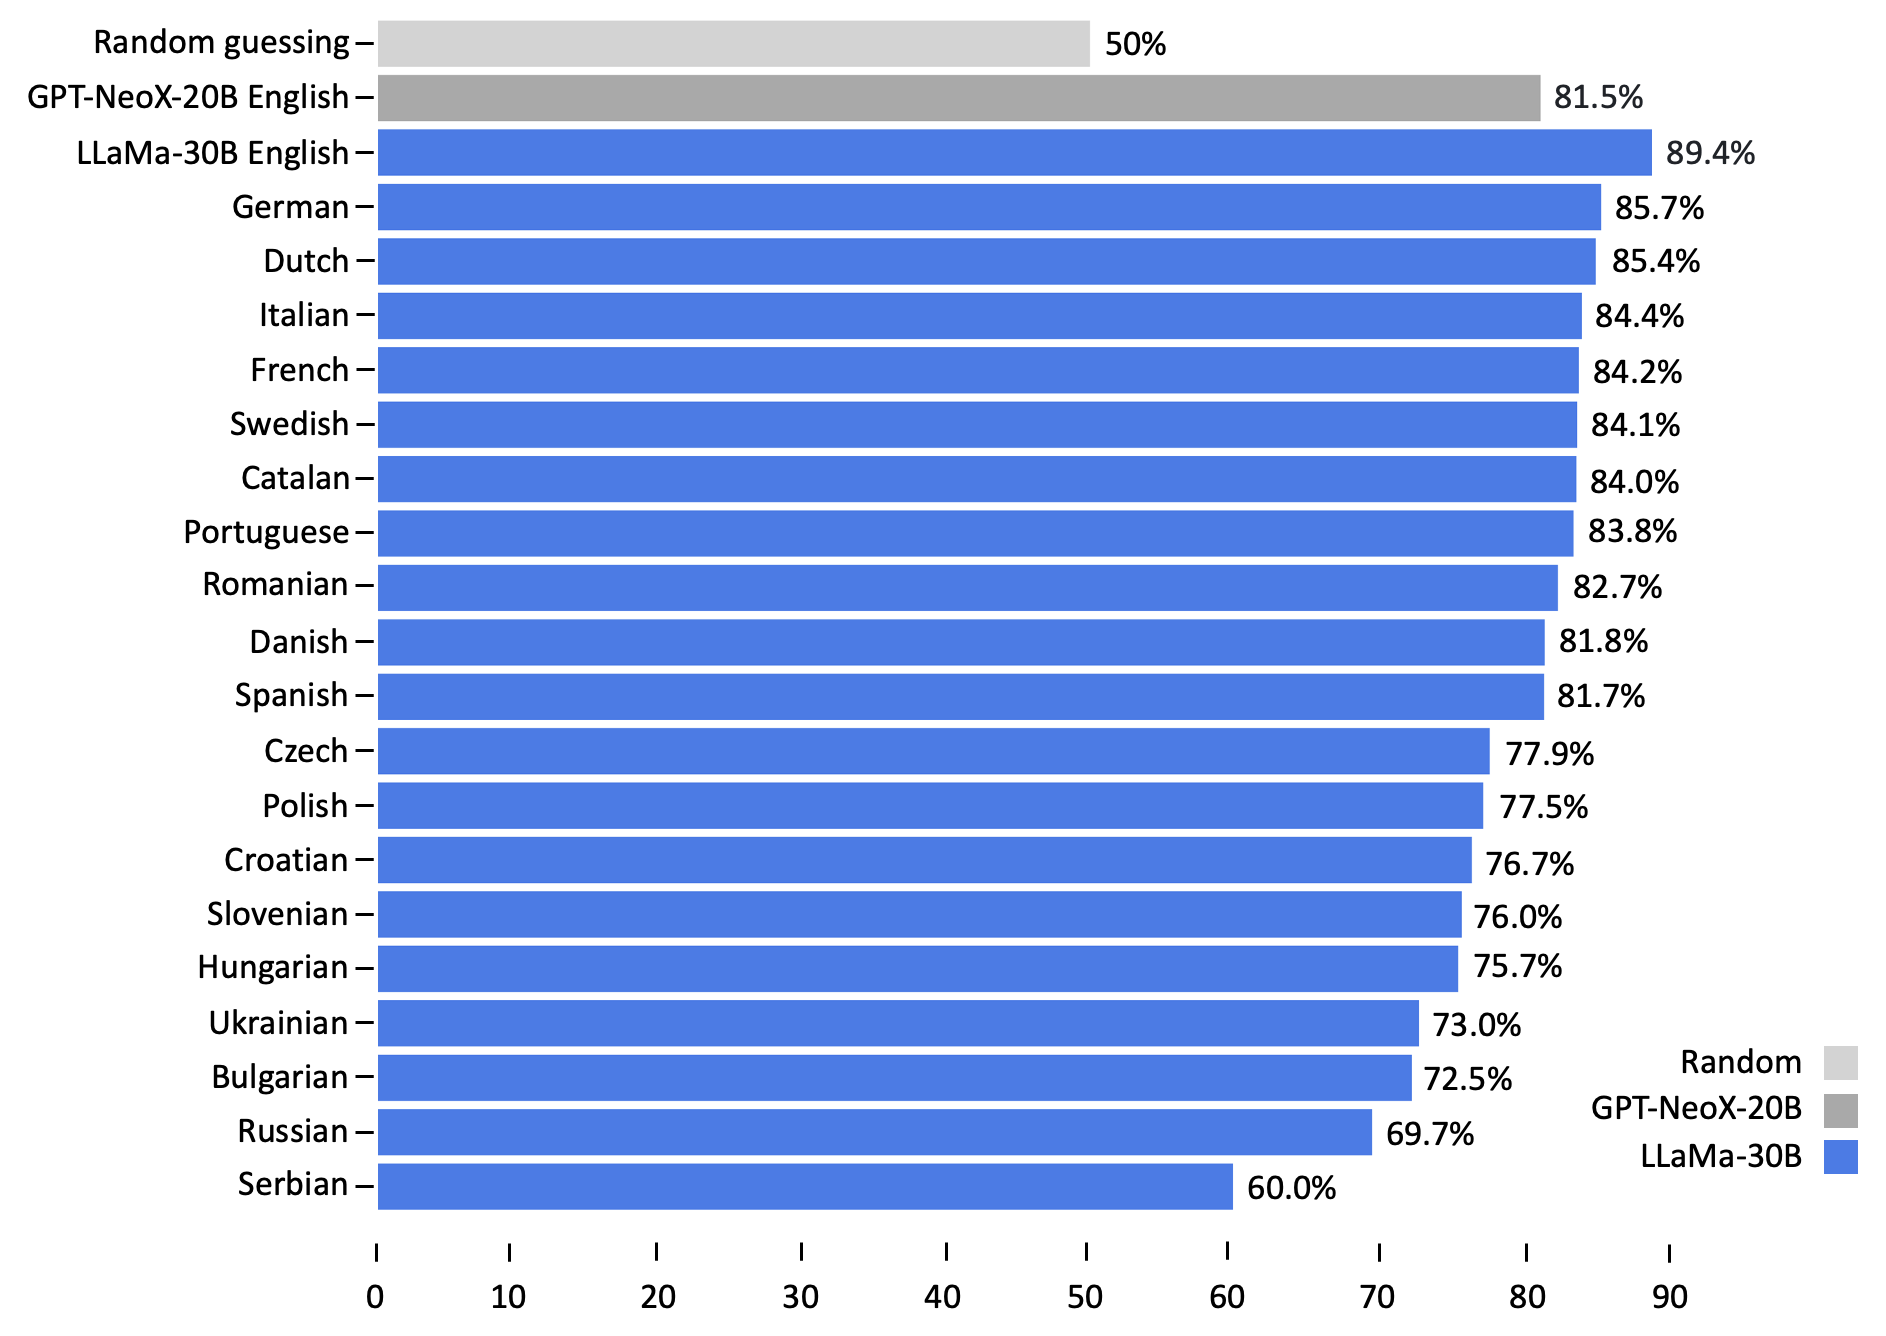 Random guessing 50%
GPT-NeoX-20B English 81.5%
LLaMa-30B English 89.4%
German 85.7%
Dutch 85.4%
Italian 84.4%
French 84.2%
Swedish 84.1%
Catalan 84.0%
Portuguese 83.8%
Romanian 82.7%
Danish 81.8%
Spanish 81.7%
Czech 77.9%
Polish 77.5%
Croatian 76.7%
Slovenian 76.0%
Hungarian 75.7%
Ukrainian 73.0%
Bulgarian 72.5%
Russian 69.7%
Serbian 60.0%
Random
GPT-NeoX-20B
LLaMa-30B
0 10 20 30 40 50 60 70 80 90